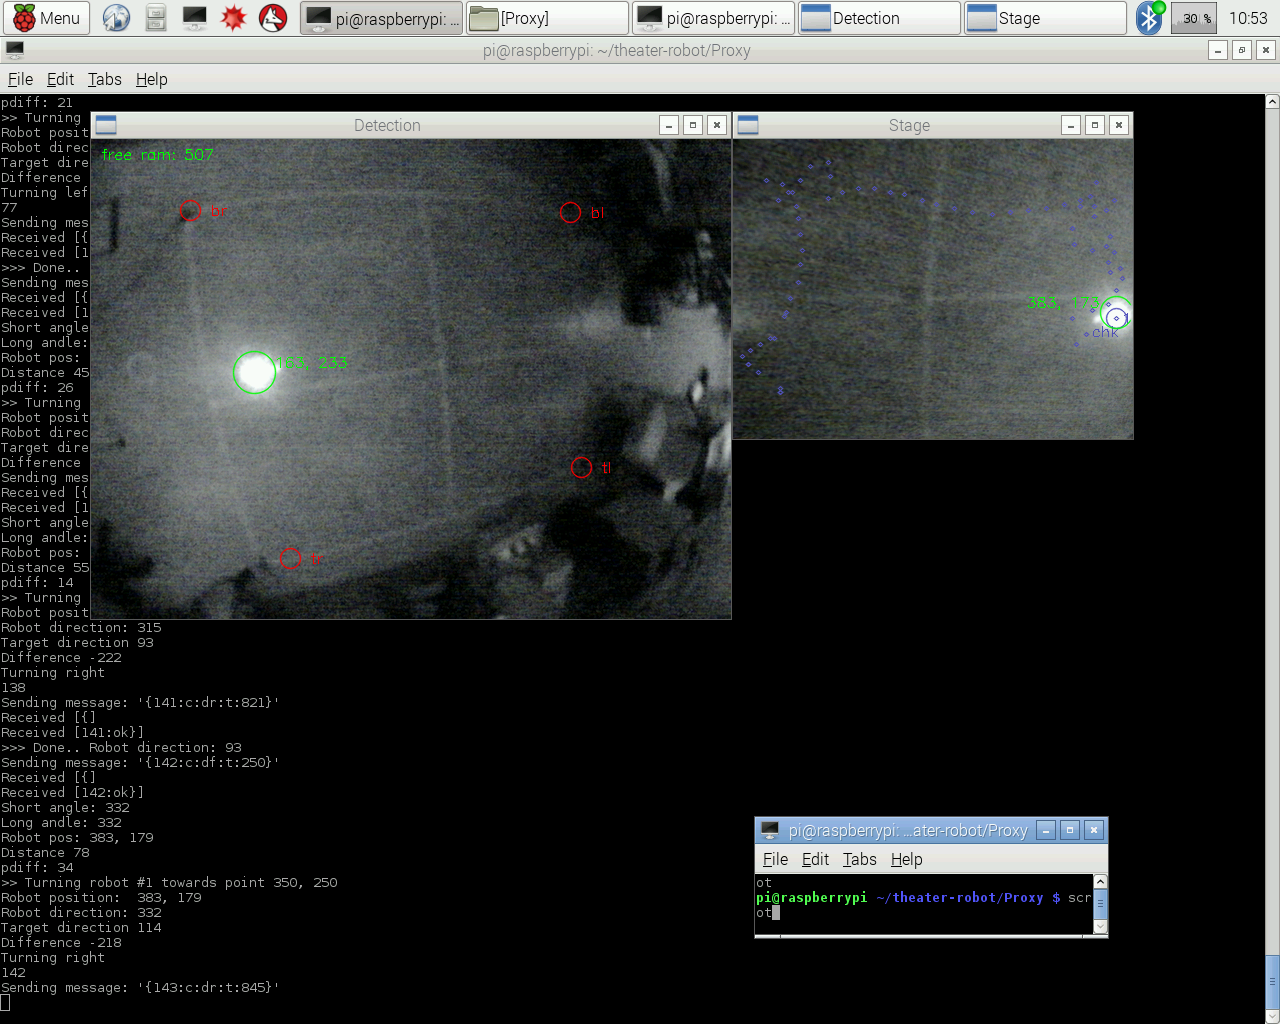 Menu
pi@raspberrypi: ...
[Proxy]
pi@raspberrypi: ...
Detection
Stage
30 %
10:53
pi@raspberrypi: ~/theater-robot/Proxy
File Edit Tabs Help
pdiff: 21
>> Turning
Robot posit
Robot direc
Target dire
Difference
Turning lef
77
Sending mes
Received [{
Received [1
>>> Done..
Sending mes
Received [{
Received [1
Short angle
Long andle:
Robot pos:
Distance 45
pdiff: 26
>> Turning
Robot posit
Robot direc
Target dire
Difference
Sending mes
Received [{
Received [1
Short angle
Long andle:
Robot pos:
Distance 55
pdiff: 14
>> Turning
Robot posit
Robot direction: 315
Target direction 93
Difference -222
Turning right
138
Sending message: '{141:c:dr:t:821}'
Received [{]
Received [141:ok}]
>>> Done.. Robot direction: 93
Sending message: '{142:c:df:t:250}'
Received [{]
Received [142:ok}]
Short angle: 332
Long andle: 332
Robot pos: 383, 179
Distance 78
pdiff: 34
>> Turning robot #1 towards point 350, 250
Robot position:  383, 179
Robot direction: 332
Target direction 114
Difference -218
Turning right
142
Sending message: '{143:c:dr:t:845}'
Detection
free ram: 507
br
bl
163, 233
tl
Stage
chk
pi@raspberrypi: ...ater-robot/Proxy
File Edit Tabs Help
ot
pi@raspberrypi ~/theater-robot/Proxy $ scr
ot